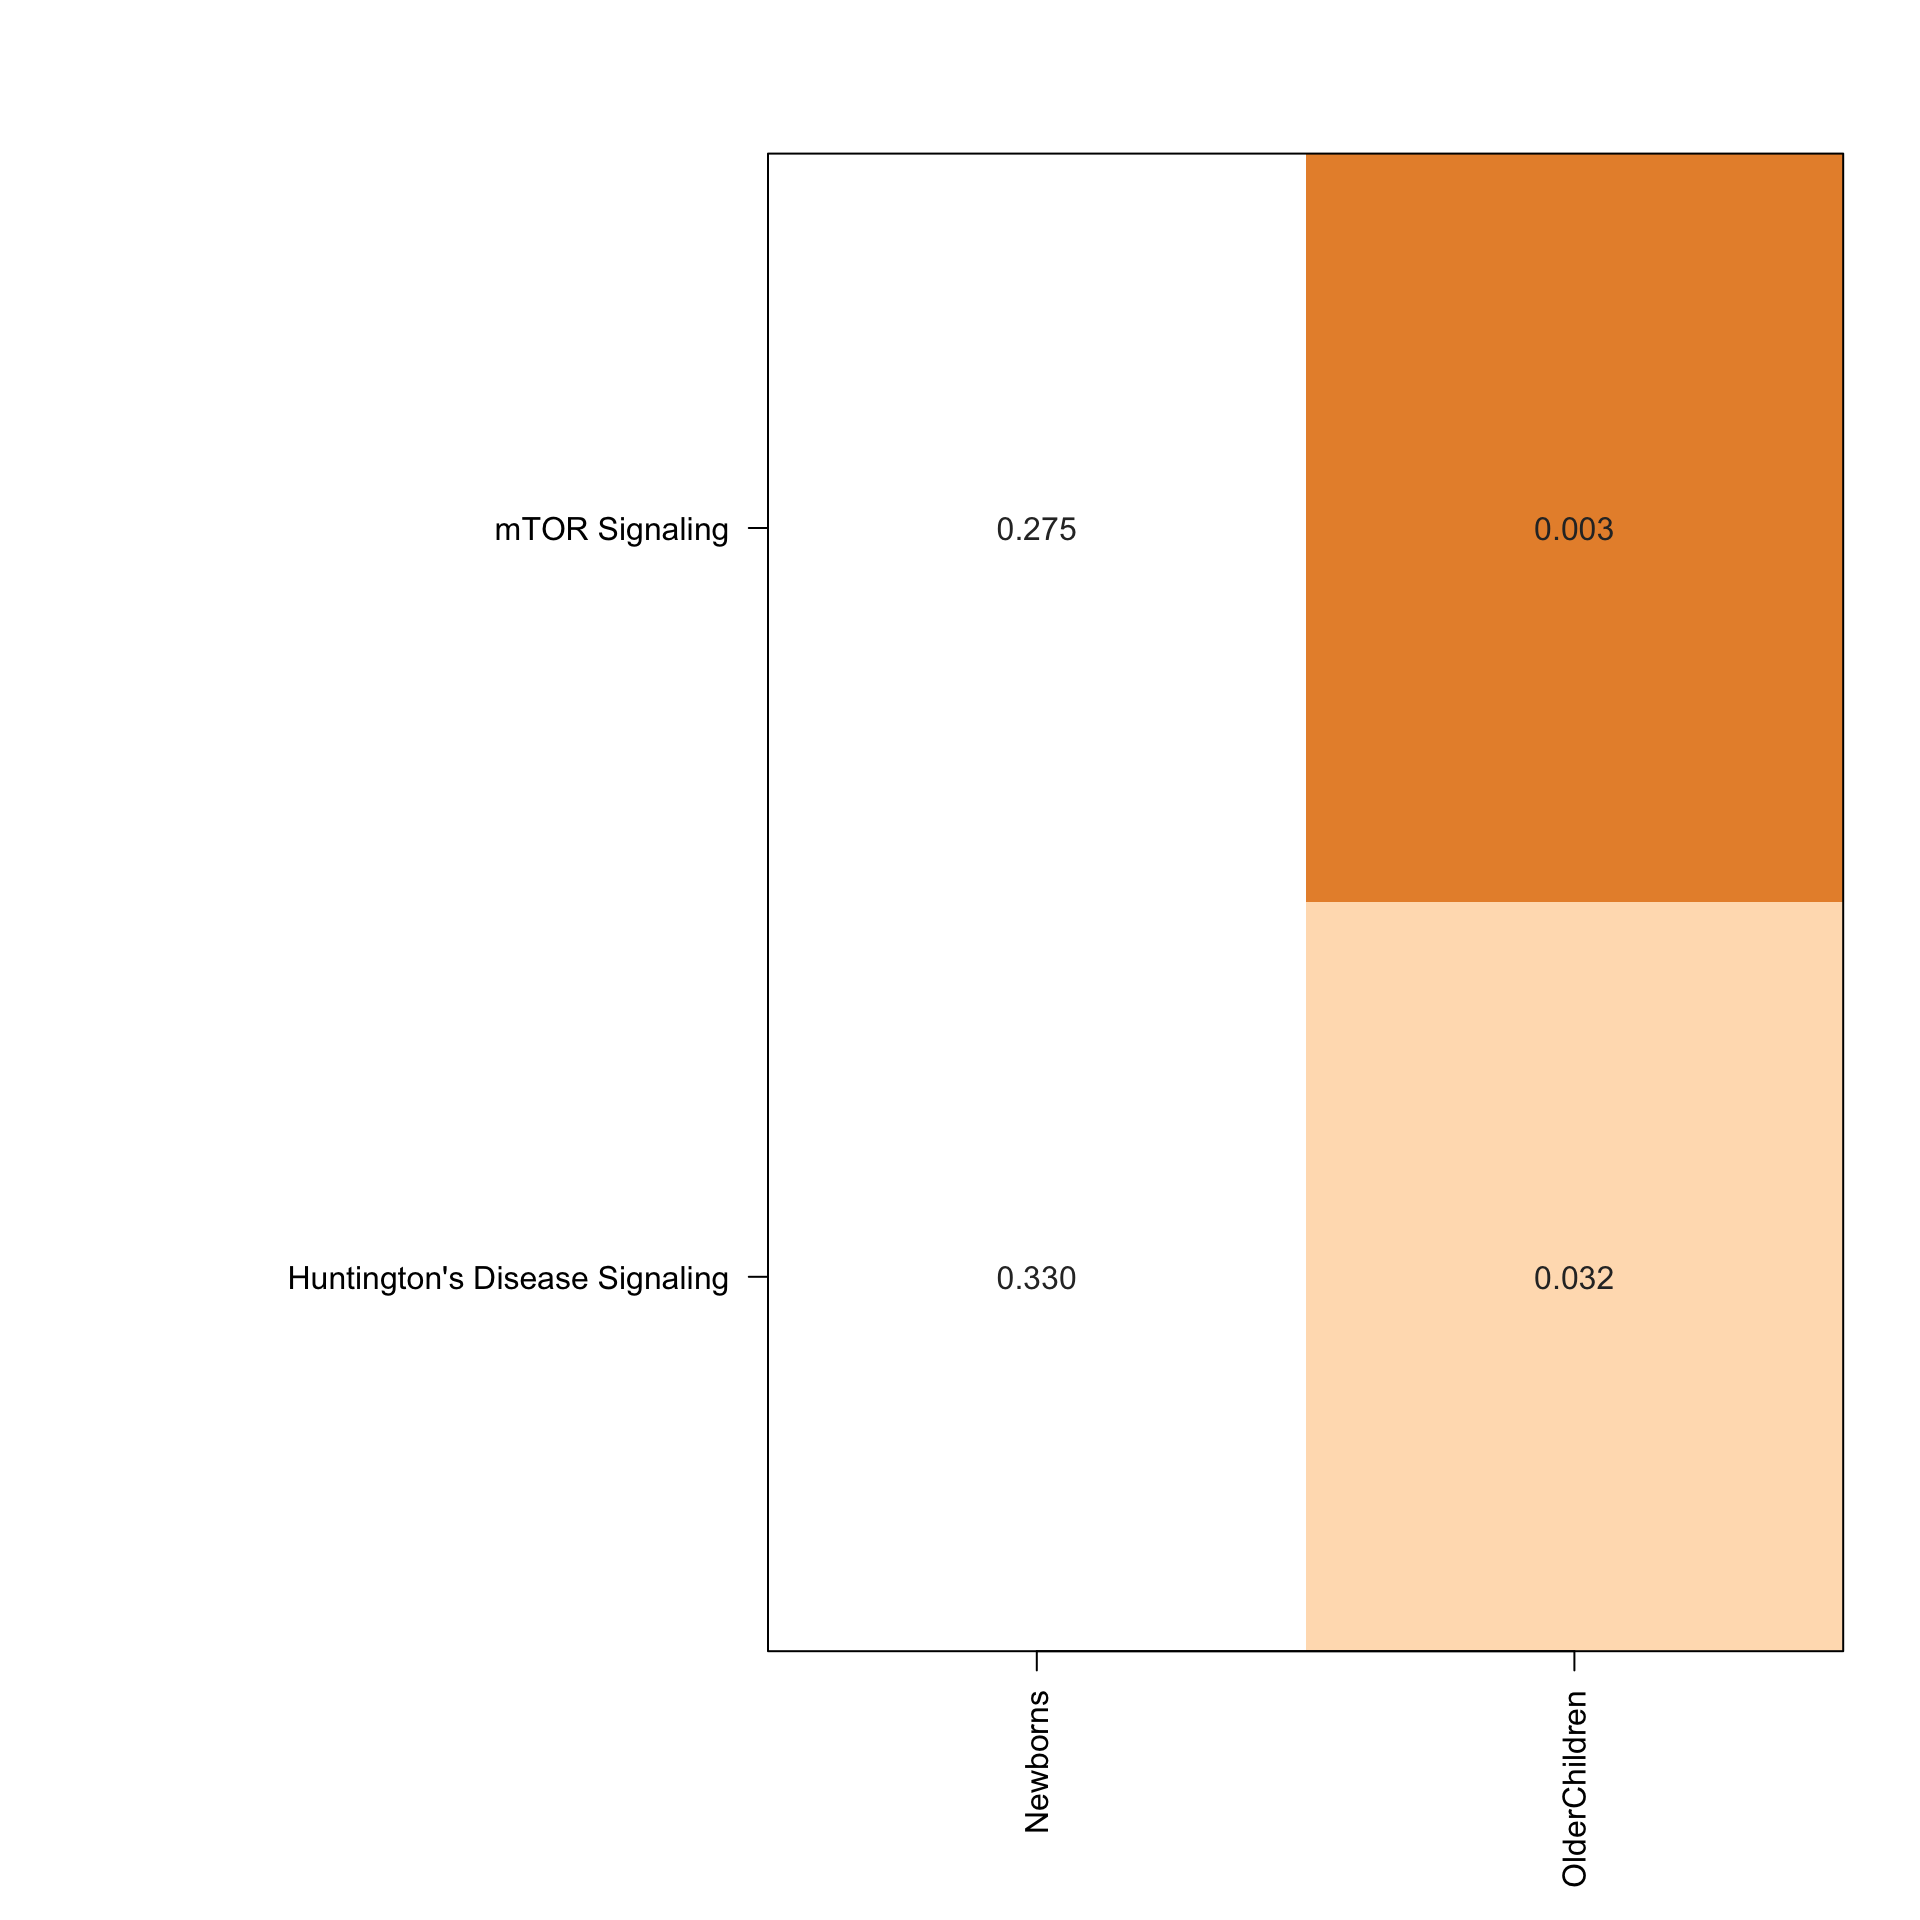 mTOR Signaling 0.275 0.003
Huntington's Disease Signaling 0.330 0.032
Newborns
OlderChildren